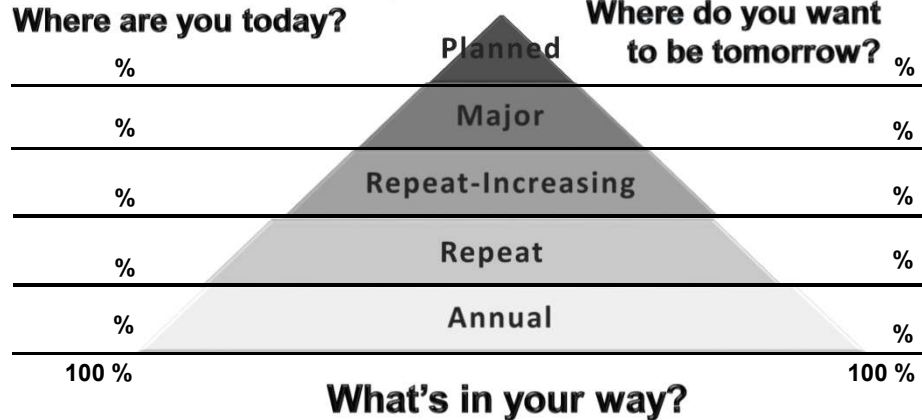 Where are you today?
Where do you want
to be tomorrow?
% Planned %
% Major %
% Repeat-Increasing %
% Repeat %
% Annual %
100 % 100 %
What's in your way?